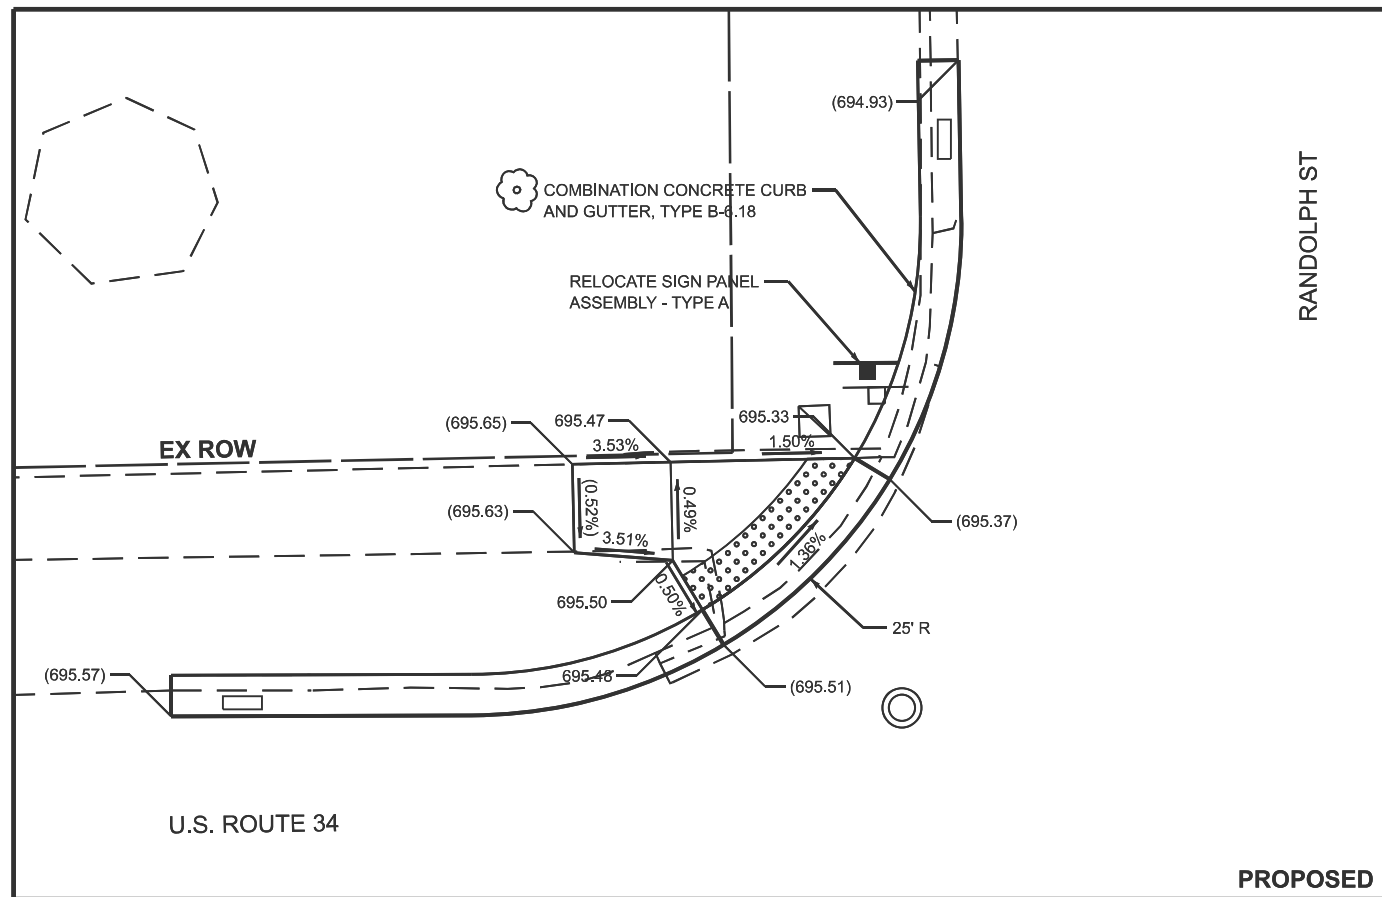 (694.93)
RANDOLPH ST
COMBINATION CONCRETE CURB
AND GUTTER, TYPE B-6.18
RELOCATE SIGN PANEL
ASSEMBLY - TYPE A
(695.65)
695.47
695.33
EX ROW
3.53%
1.50%
(0.52%)
0.49%
(695.63)
3.51%
(695.37)
1.36%
0.50%
695.50
25' R
(695.57)
695.48
(695.51)
U.S. ROUTE 34
PROPOSED